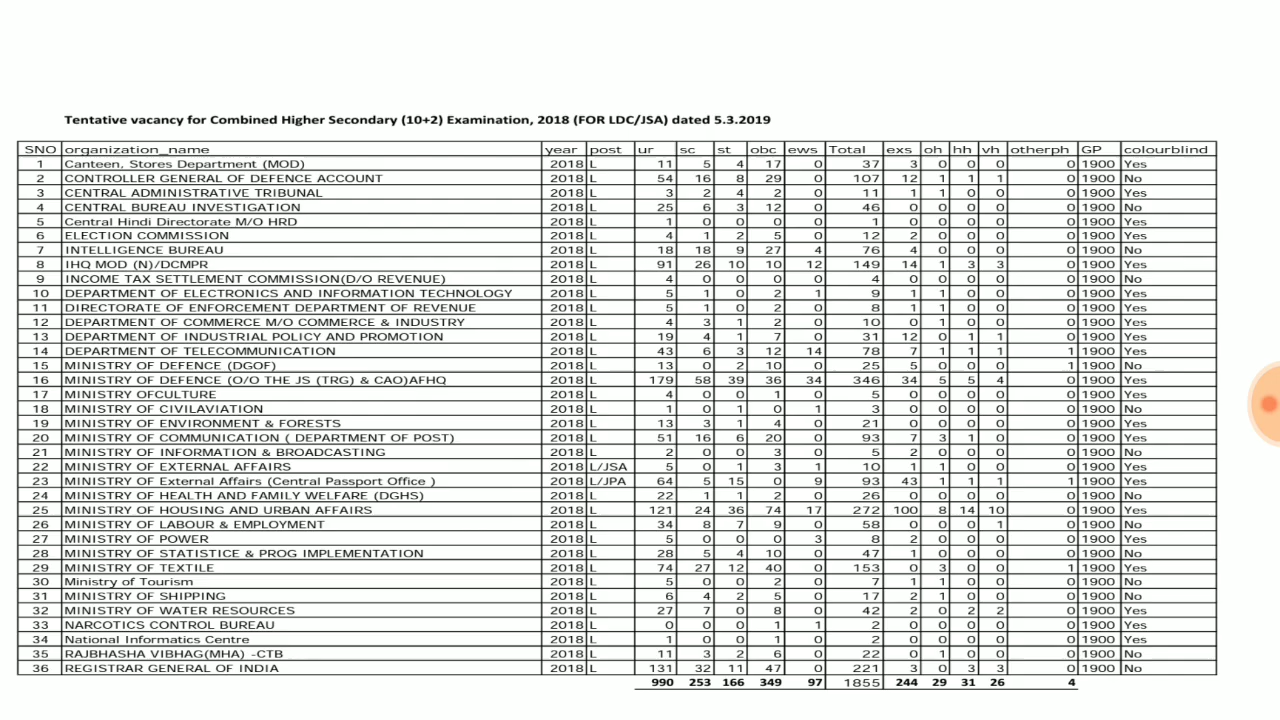 Tentative vacancy for Combined Higher Secondary (10+2) Examination, 2018 (FOR LDC/JSA) dated 5.3.2019
SNO organization_name year post ur sc st obc ews Total exs oh hh vh otherph GP colourblind
1 Canteen, Stores Department (MOD) 2018 L 11 5 4 17 0 37 3 0 0 0 0 1900 Yes
2 CONTROLLER GENERAL OF DEFENCE ACCOUNT 2018 L 54 16 8 29 0 107 12 1 1 1 0 1900 No
3 CENTRAL ADMINISTRATIVE TRIBUNAL 2018 L 3 2 4 2 0 11 1 1 0 0 0 1900 Yes
4 CENTRAL BUREAU INVESTIGATION 2018 L 25 6 3 12 0 46 0 0 0 0 0 1900 No
5 Central Hindi Directorate M/O HRD 2018 L 1 0 0 0 0 1 0 0 0 0 0 1900 Yes
6 ELECTION COMMISSION 2018 L 4 1 2 5 0 12 2 0 0 0 0 1900 Yes
7 INTELLIGENCE BUREAU 2018 L 18 18 9 27 4 76 4 0 0 0 0 1900 No
8 IHQ MOD (N)/DCMPR 2018 L 91 26 10 10 12 149 14 1 3 3 0 1900 Yes
9 INCOME TAX SETTLEMENT COMMISSION(D/O REVENUE) 2018 L 4 0 0 0 0 4 0 0 0 0 0 1900 No
10 DEPARTMENT OF ELECTRONICS AND INFORMATION TECHNOLOGY 2018 L 5 1 0 2 1 9 1 1 0 0 0 1900 Yes
11 DIRECTORATE OF ENFORCEMENT DEPARTMENT OF REVENUE 2018 L 5 1 0 2 0 8 1 1 0 0 0 1900 Yes
12 DEPARTMENT OF COMMERCE M/O COMMERCE & INDUSTRY 2018 L 4 3 1 2 0 10 0 1 0 0 0 1900 Yes
13 DEPARTMENT OF INDUSTRIAL POLICY AND PROMOTION 2018 L 19 4 1 7 0 31 12 0 1 1 0 1900 Yes
14 DEPARTMENT OF TELECOMMUNICATION 2018 L 43 6 3 12 14 78 7 1 1 1 1 1900 Yes
15 MINISTRY OF DEFENCE (DGOF) 2018 L 13 0 2 10 0 25 5 0 0 0 1 1900 No
16 MINISTRY OF DEFENCE (O/O THE JS (TRG) & CAO)AFHQ 2018 L 179 58 39 36 34 346 34 5 5 4 0 1900 Yes
17 MINISTRY OFCULTURE 2018 L 4 0 0 1 0 5 0 0 0 0 0 1900 Yes
18 MINISTRY OF CIVILAVIATION 2018 L 1 0 1 0 1 3 0 0 0 0 0 1900 No
19 MINISTRY OF ENVIRONMENT & FORESTS 2018 L 13 3 1 4 0 21 0 0 0 0 0 1900 Yes
20 MINISTRY OF COMMUNICATION ( DEPARTMENT OF POST) 2018 L 51 16 6 20 0 93 7 3 1 0 0 1900 Yes
21 MINISTRY OF INFORMATION & BROADCASTING 2018 L 2 0 0 3 0 5 2 0 0 0 0 1900 No
22 MINISTRY OF EXTERNAL AFFAIRS 2018 L/JSA 5 0 1 3 1 10 1 1 0 0 0 1900 Yes
23 MINISTRY OF External Affairs (Central Passport Office ) 2018 L/JPA 64 5 15 0 9 93 43 1 1 1 1 1900 Yes
24 MINISTRY OF HEALTH AND FAMILY WELFARE (DGHS) 2018 L 22 1 1 2 0 26 0 0 0 0 0 1900 No
25 MINISTRY OF HOUSING AND URBAN AFFAIRS 2018 L 121 24 36 74 17 272 100 8 14 10 0 1900 Yes
26 MINISTRY OF LABOUR & EMPLOYMENT 2018 L 34 8 7 9 0 58 0 0 0 1 0 1900 No
27 MINISTRY OF POWER 2018 L 5 0 0 0 3 8 2 0 0 0 0 1900 Yes
28 MINISTRY OF STATISTICE & PROG IMPLEMENTATION 2018 L 28 5 4 10 0 47 1 0 0 0 0 1900 No
29 MINISTRY OF TEXTILE 2018 L 74 27 12 40 0 153 0 3 0 0 1 1900 Yes
30 Ministry of Tourism 2018 L 5 0 0 2 0 7 1 1 0 0 0 1900 No
31 MINISTRY OF SHIPPING 2018 L 6 4 2 5 0 17 2 1 0 0 0 1900 No
32 MINISTRY OF WATER RESOURCES 2018 L 27 7 0 8 0 42 2 0 2 2 0 1900 Yes
33 NARCOTICS CONTROL BUREAU 2018 L 0 0 0 1 1 2 0 0 0 0 0 1900 Yes
34 National Informatics Centre 2018 L 1 0 0 1 0 2 0 0 0 0 0 1900 Yes
35 RAJBHASHA VIBHAG(MHA) -CTB 2018 L 11 3 2 6 0 22 0 1 0 0 0 1900 No
36 REGISTRAR GENERAL OF INDIA 2018 L 131 32 11 47 0 221 3 0 3 3 0 1900 No
990 253 166 349 97 1855 244 29 31 26 4